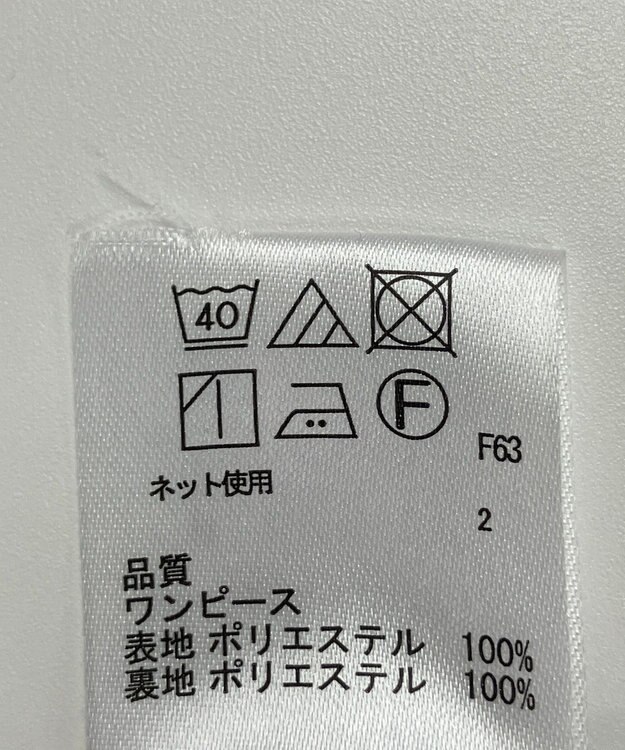 40
F
F63
ネット使用
2
品質
ワンピース
表地 ポリエステル 100%
裏地 ポリエステル 100%